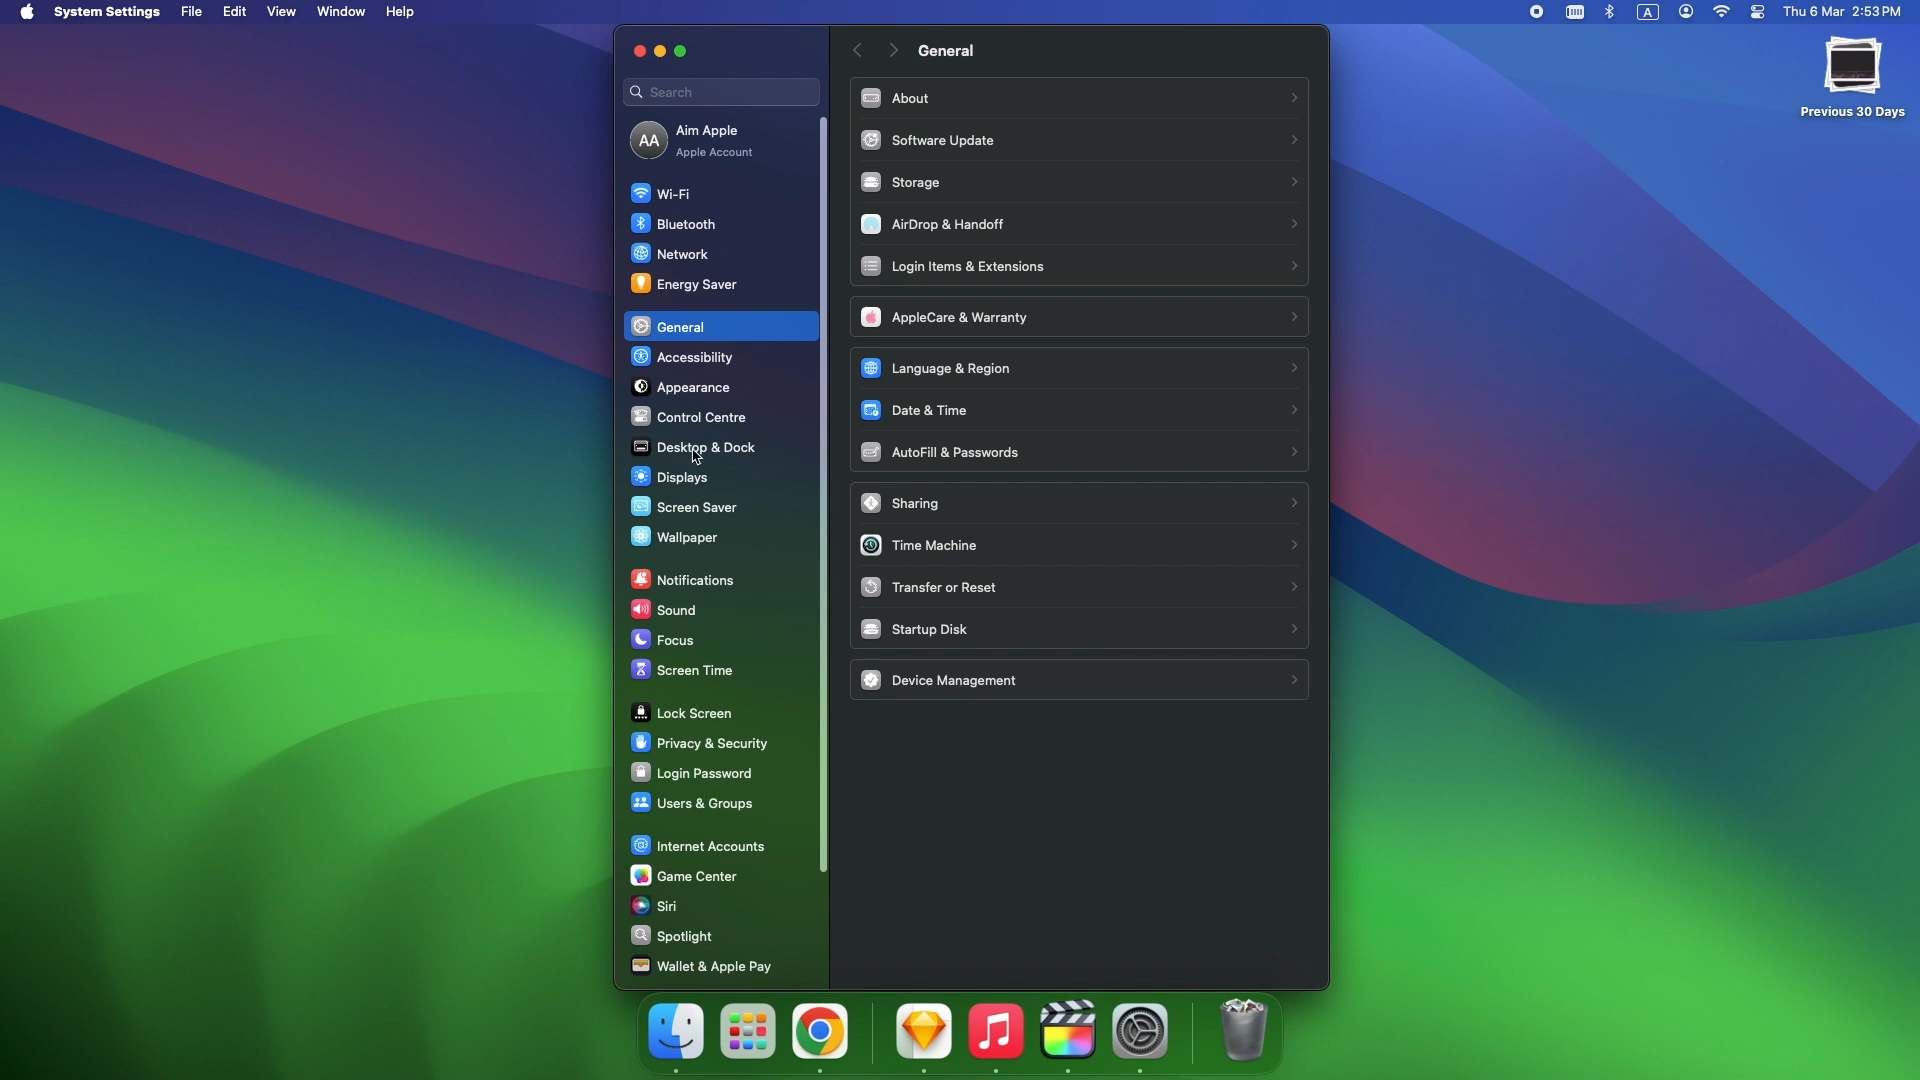 System Settings File Edit View Window Help
A Thu 6 Mar 2:53 PM
Previous 30 Days
Search
AA Aim Apple
Apple Account
Wi-Fi
Bluetooth
Network
Energy Saver
General
Accessibility
Appearance
Control Centre
Desktop & Dock
Displays
Screen Saver
Wallpaper
Notifications
Sound
Focus
Screen Time
Lock Screen
Privacy & Security
Login Password
Users & Groups
Internet Accounts
Game Center
Siri
Spotlight
Wallet & Apple Pay
General
About
Software Update
Storage
AirDrop & Handoff
Login Items & Extensions
AppleCare & Warranty
Language & Region
Date & Time
AutoFill & Passwords
Sharing
Time Machine
Transfer or Reset
Startup Disk
Device Management